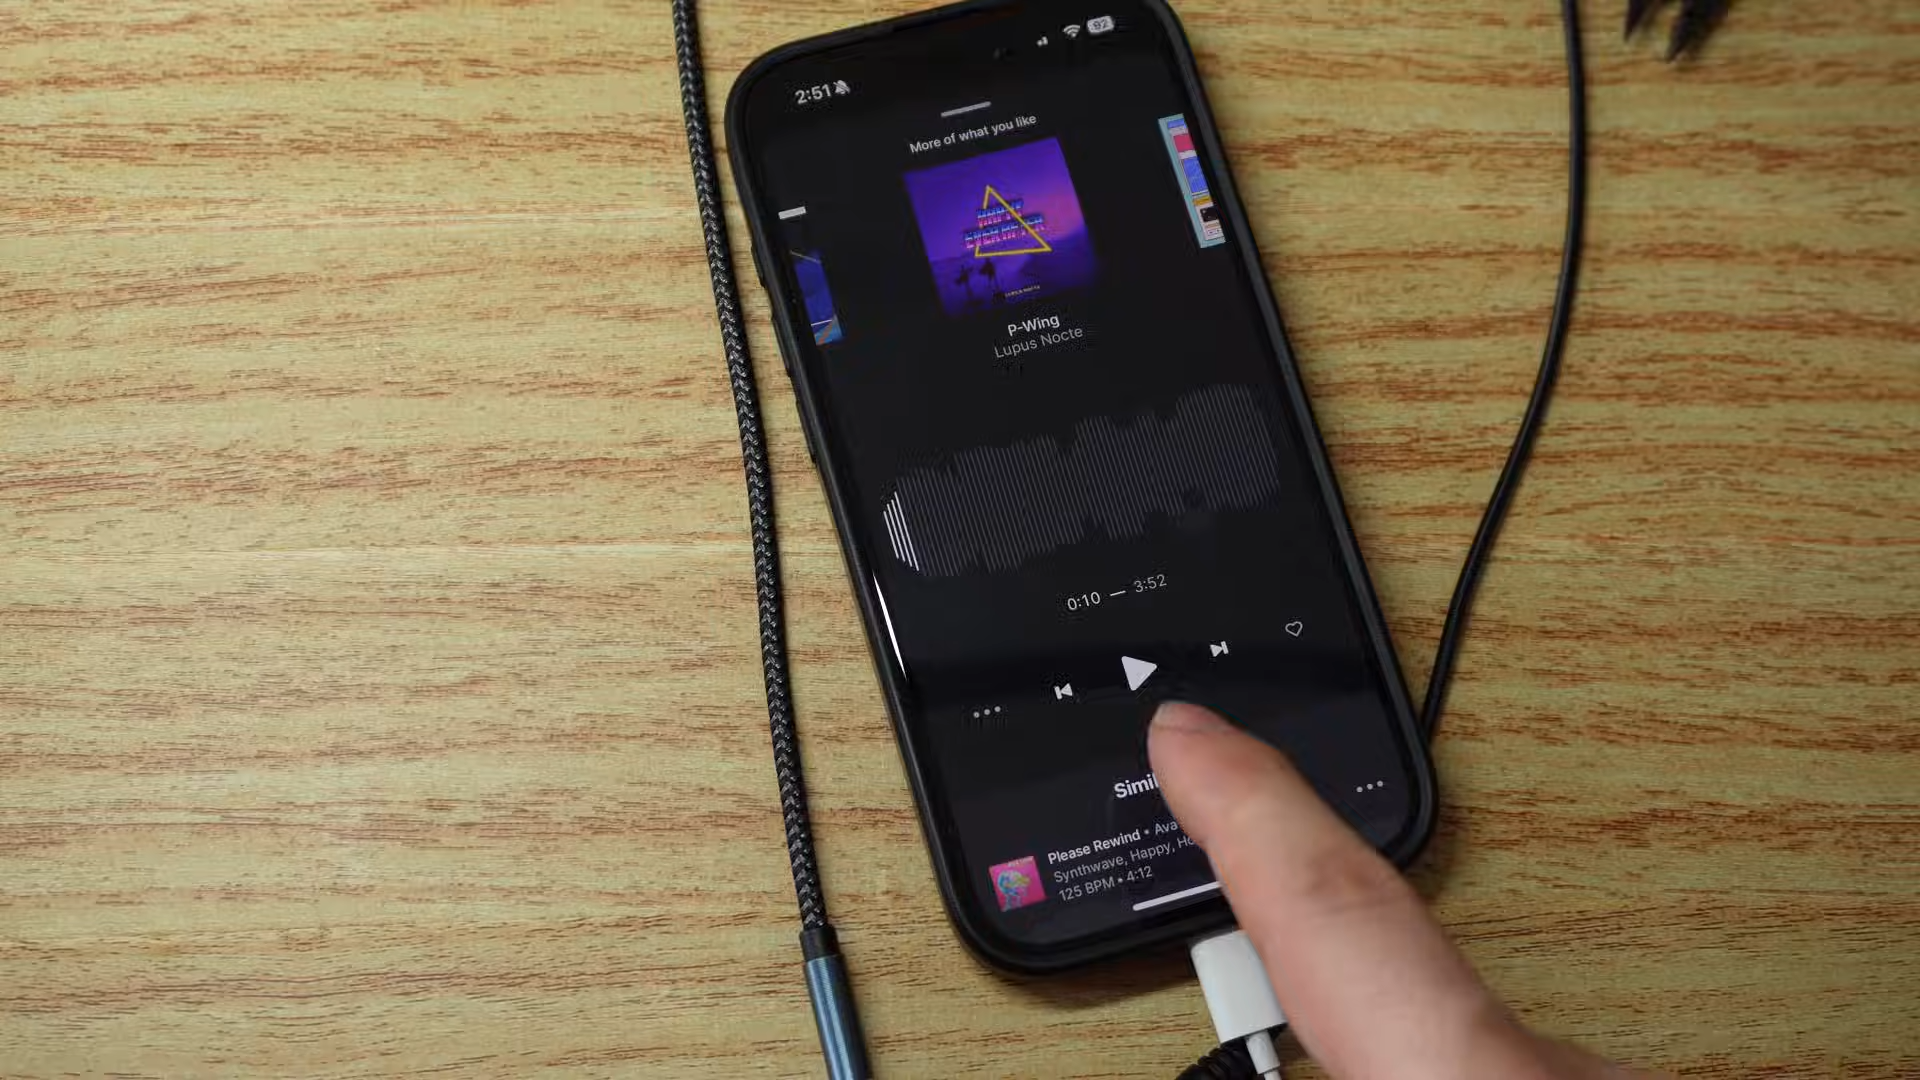 2:51
92
More of what you like
P-Wing
Lupus Nocte
0:10 — 3:52
Simil
Please Rewind • Ava
Synthwave, Happy, Ho
125 BPM • 4:12